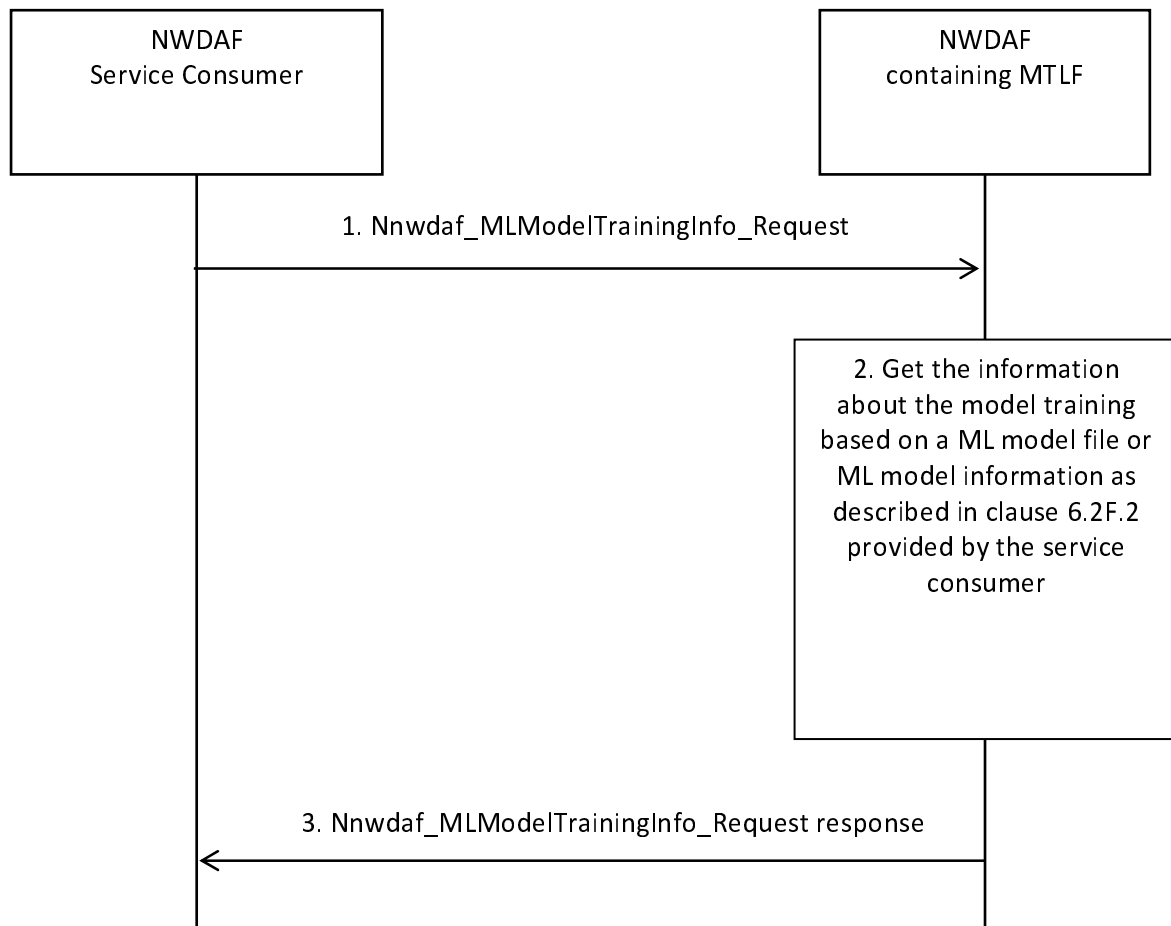 NWDAF
Service Consumer
NWDAF
containing MTLF
1. Nnwdaf_MLModelTrainingInfo_Request
2. Get the information
about the model training
based on a ML model file or
ML model information as
described in clause 6.2F.2
provided by the service
consumer
3. Nnwdaf_MLModelTrainingInfo_Request response